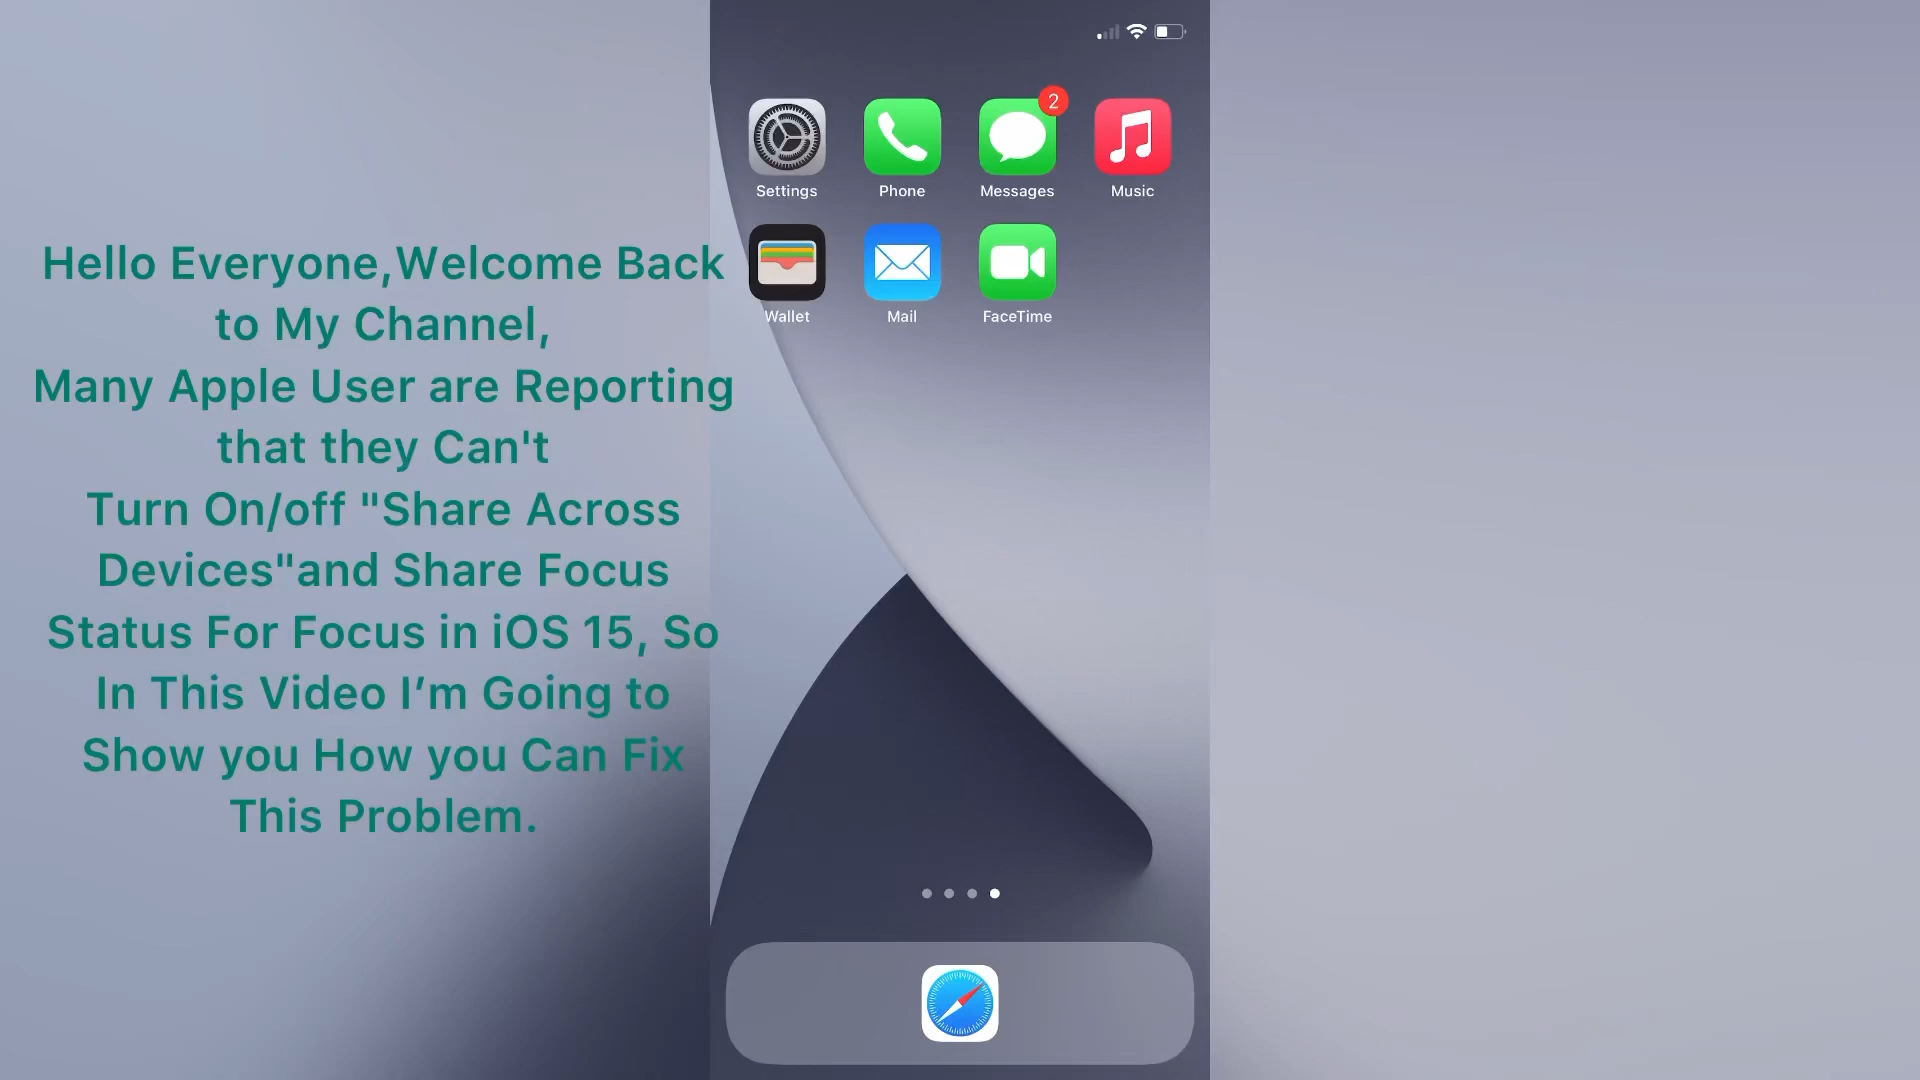 2
Settings
Phone
Messages
Music
Wallet
Mail
FaceTime
Hello Everyone,Welcome Back
to My Channel,
Many Apple User are Reporting
that they Can't
Turn On/off "Share Across
Devices"and Share Focus
Status For Focus in iOS 15, So
In This Video I’m Going to
Show you How you Can Fix
This Problem.